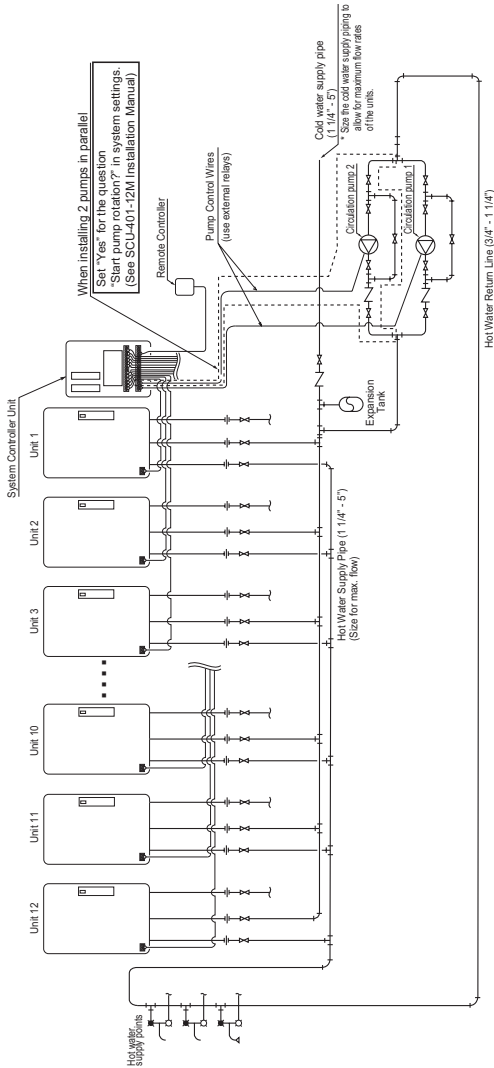 System Controller Unit
When installing 2 pumps in parallel
Set "Yes" for the question
"Start pump rotation?" in system settings.
(See SCU-401-12M Installation Manual)
Remote Controller
Pump Control Wires
(use external relays)
Cold water supply pipe
(1 1/4" - 5")
* Size the cold water supply piping to
allow for maximum flow rates
of the units.
Unit 12
Unit 11
Unit 10
Unit 3
Unit 2
Unit 1
Circulation pump 2
Circulation pump 1
Expansion
Tank
Hot Water Supply Pipe (1 1/4" - 5")
(Size for max. flow)
Hot water
supply points
Hot Water Return Line (3/4" - 1 1/4")